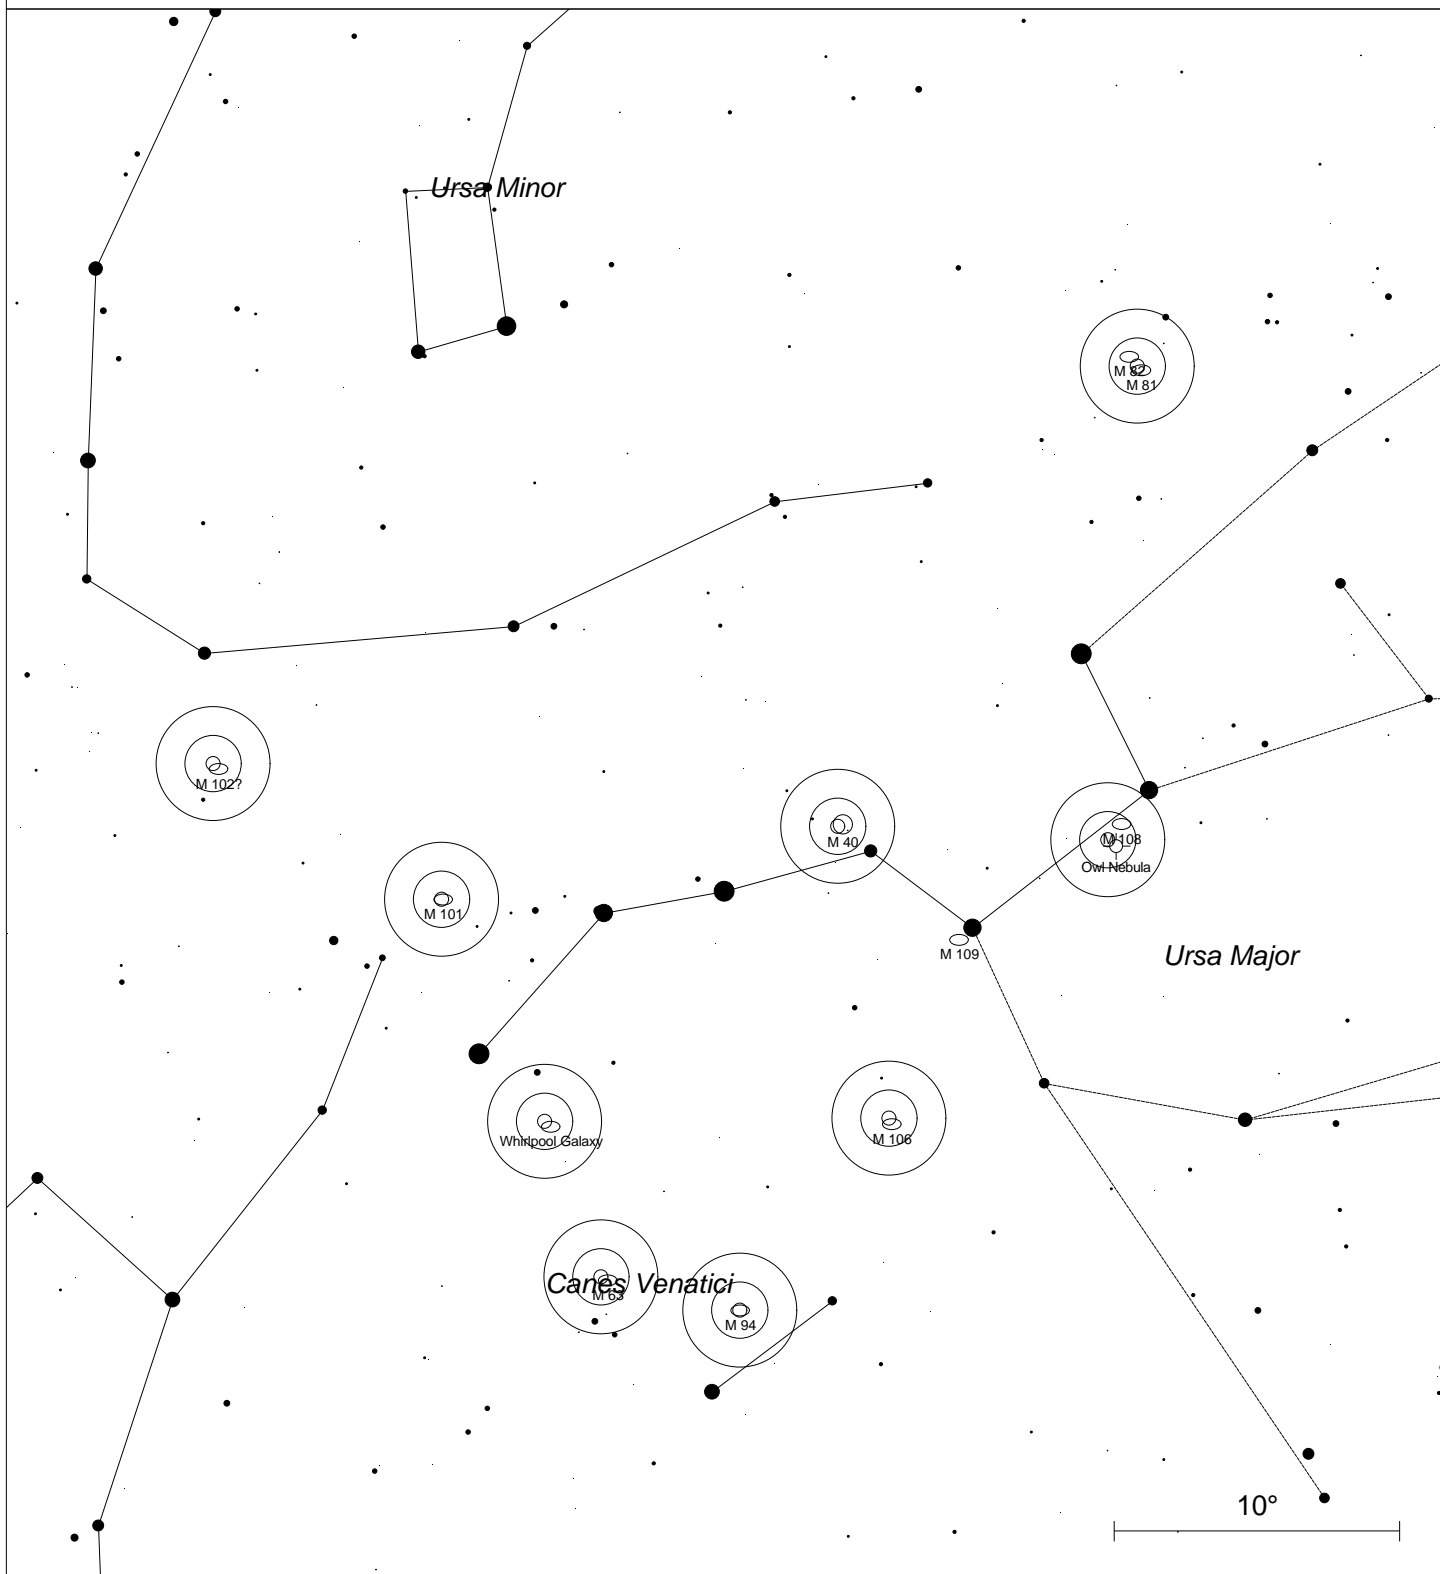 Ursa Minor
M 82
M 81
M 102?
M 40
M 108
Owl Nebula
M 101
M 109
Ursa Major
Whirlpool Galaxy
M 106
Canes Venatici
M 63
M 94
10°